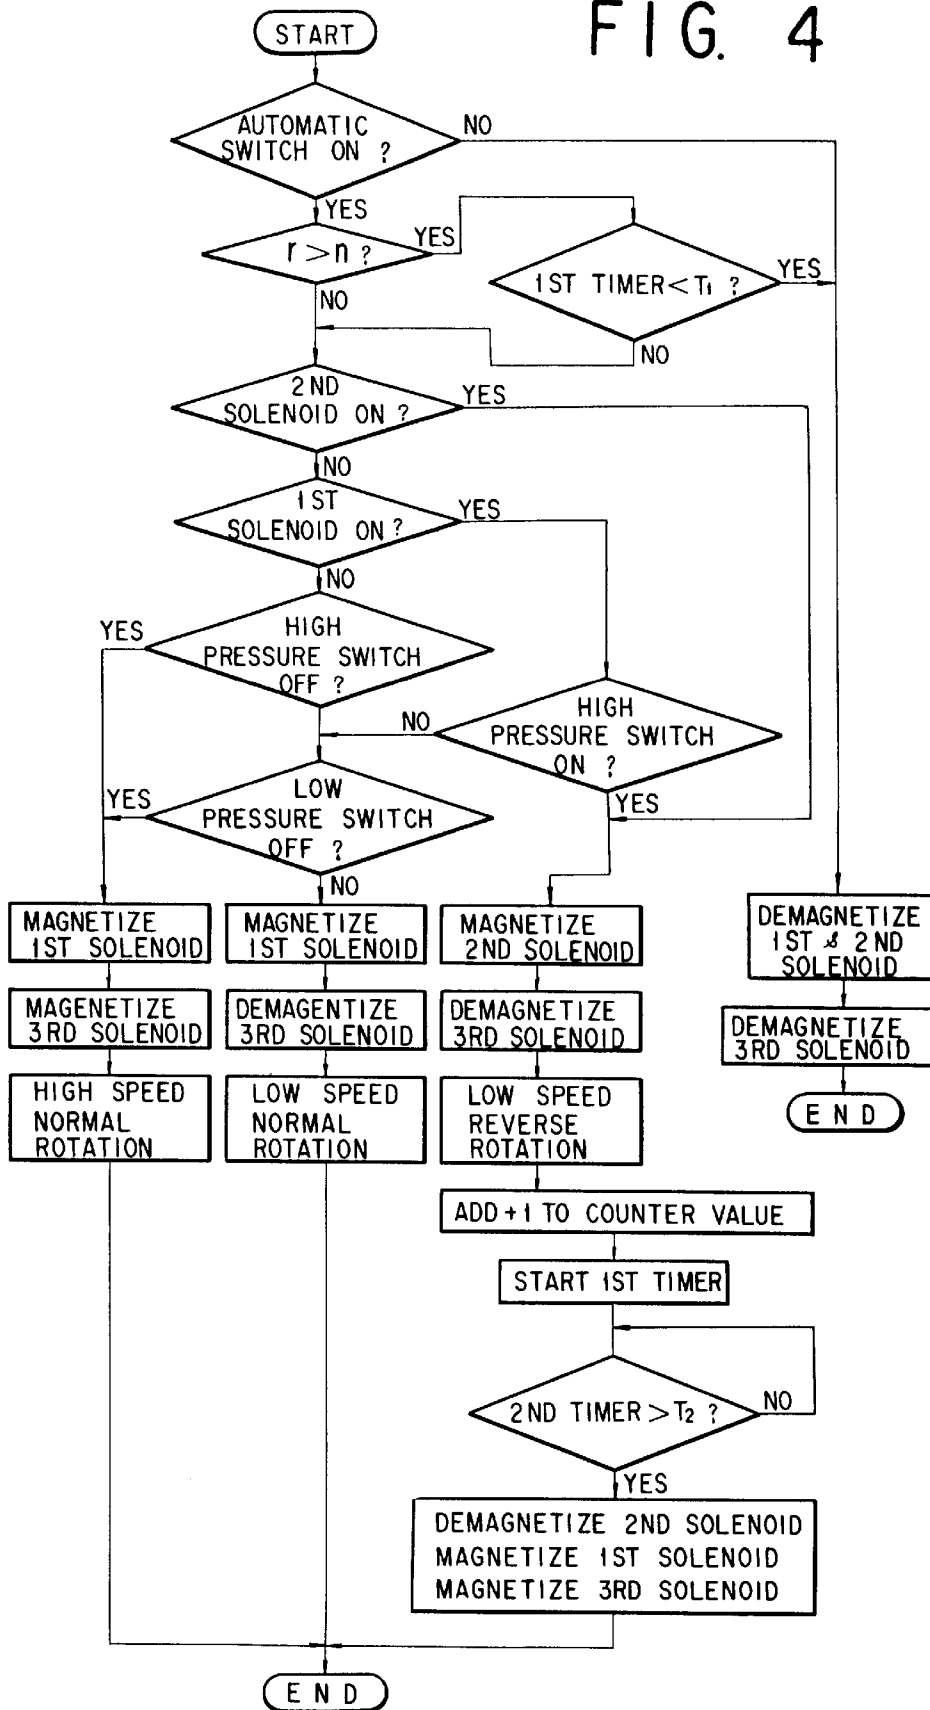 FIG. 4
START
AUTOMATIC
SWITCH ON ?
NO
YES
r>n ?
YES
1ST TIMER<T1 ?
YES
NO
NO
2ND
SOLENOID ON ?
YES
NO
1ST
SOLENOID ON ?
YES
NO
HIGH
PRESSURE SWITCH
OFF ?
YES
HIGH
PRESSURE SWITCH
ON ?
NO
YES
LOW
PRESSURE SWITCH
OFF ?
YES
NO
MAGNETIZE
1ST SOLENOID
MAGNETIZE
1ST SOLENOID
MAGNETIZE
2ND SOLENOID
DEMAGNETIZE
1ST & 2ND
SOLENOID
MAGENETIZE
3RD SOLENOID
DEMAGENTIZE
3RD SOLENOID
DEMAGNETIZE
3RD SOLENOID
DEMAGNETIZE
3RD SOLENOID
HIGH SPEED
NORMAL
ROTATION
LOW SPEED
NORMAL
ROTATION
LOW SPEED
REVERSE
ROTATION
END
ADD +1 TO COUNTER VALUE
START 1ST TIMER
2ND TIMER>T2 ?
NO
YES
DEMAGNETIZE 2ND SOLENOID
MAGNETIZE 1ST SOLENOID
MAGNETIZE 3RD SOLENOID
END